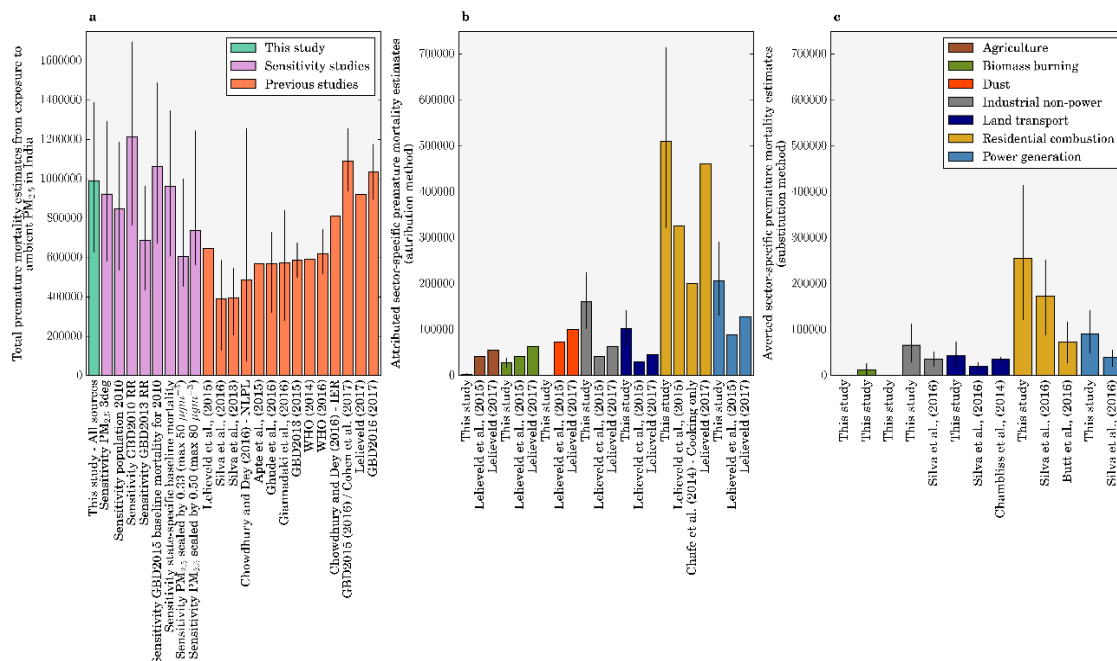 a
Total premature mortality estimates from exposure to
ambient PM2.5 in India
1600000
1400000
1200000
1000000
800000
600000
400000
200000
0
This study
Sensitivity studies
Previous studies
This study - All sources
Sensitivity PM2.5 3deg
Sensitivity population 2010
Sensitivity GBD2010 RR
Sensitivity GBD2013 RR
Sensitivity GBD2015 baseline mortality for 2010
Sensitivity state-specific baseline mortality
Sensitivity PM2.5 scaled by 0.33 (max 50 μgm−3)
Sensitivity PM2.5 scaled by 0.50 (max 80 μgm−3)
Lelieveld et al., (2015)
Silva et al., (2016)
Silva et al., (2013)
Chowdhury and Dey (2016) - NLPL
Apte et al., (2015)
Ghude et al., (2016)
Giannadaki et al., (2016)
GBD2013 (2015)
WHO (2014)
WHO (2016)
Chowdhury and Dey (2016) - IER
GBD2015 (2016) / Cohen et al. (2017)
Lelieveld (2017)
GBD2016 (2017)
b
Attributed sector-specific premature mortality estimates
(attribution method)
700000
600000
500000
400000
300000
200000
100000
0
This study
Lelieveld et al., (2015)
Lelieveld (2017)
This study
Lelieveld et al., (2015)
Lelieveld (2017)
This study
Lelieveld et al., (2015)
Lelieveld (2017)
This study
Lelieveld et al., (2015)
Lelieveld (2017)
This study
Lelieveld et al., (2015)
Lelieveld (2017)
This study
Lelieveld et al., (2015)
Chafe et al. (2014) - Cooking only
Lelieveld (2017)
This study
Lelieveld et al., (2015)
Lelieveld (2017)
c
Averted sector-specific premature mortality estimates
(substitution method)
700000
600000
500000
400000
300000
200000
100000
0
Agriculture
Biomass burning
Dust
Industrial non-power
Land transport
Residential combustion
Power generation
This study
This study
This study
This study
Silva et al., (2016)
This study
Silva et al., (2016)
Chambliss et al., (2014)
This study
Silva et al., (2016)
Butt et al., (2016)
This study
Silva et al., (2016)